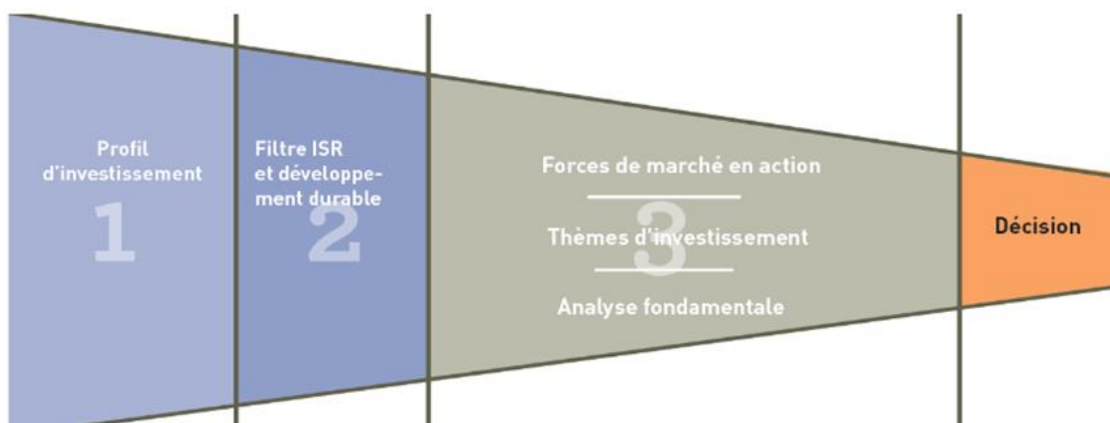 Profil
d'investissement
1
Filtre ISR
et développe-
ment durable
2
Forces de marché en action
Thèmes d'investissement
3
Analyse fondamentale
Décision